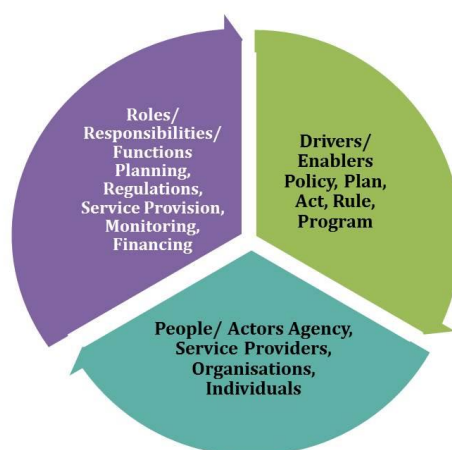 Roles/
Responsibilities/
Functions
Planning,
Regulations,
Service Provision,
Monitoring,
Financing
Drivers/
Enablers
Policy, Plan,
Act, Rule,
Program
People/ Actors Agency,
Service Providers,
Organisations,
Individuals